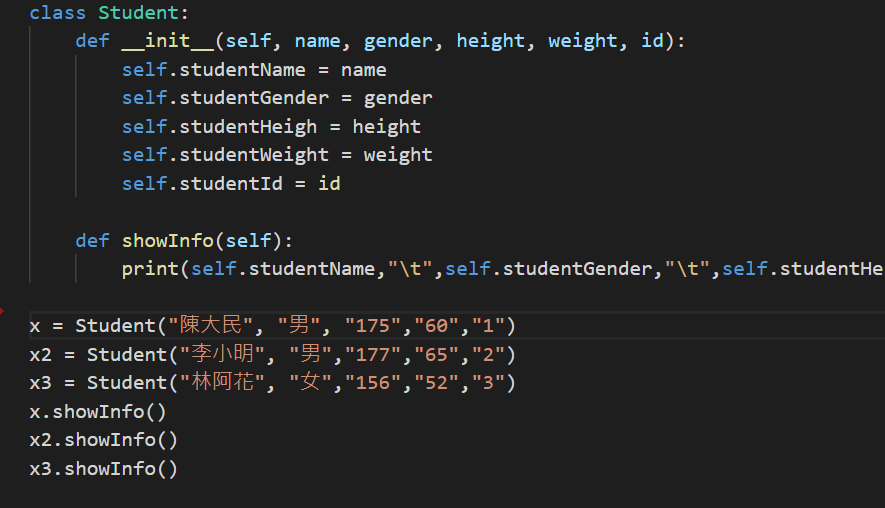 class Student:
    def __init__(self, name, gender, height, weight, id):
        self.studentName = name
        self.studentGender = gender
        self.studentHeigh = height
        self.studentWeight = weight
        self.studentId = id
    def showInfo(self):
        print(self.studentName,"\t",self.studentGender,"\t",self.studentHe
x = Student("陳大民", "男", "175","60","1")
x2 = Student("李小明", "男","177","65","2")
x3 = Student("林阿花", "女","156","52","3")
x.showInfo()
x2.showInfo()
x3.showInfo()